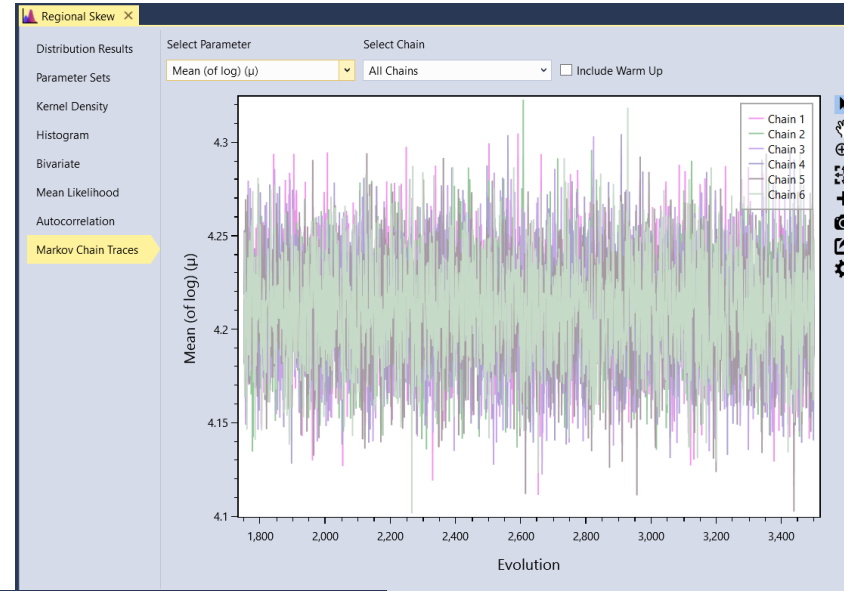 Regional Skew
Distribution Results
Parameter Sets
Kernel Density
Histogram
Bivariate
Mean Likelihood
Autocorrelation
Markov Chain Traces
Select Parameter
Select Chain
Mean (of log) (µ)
All Chains
Include Warm Up
Chain 1
Chain 2
Chain 3
Chain 4
Chain 5
Chain 6
Mean (of log) (µ)
4.3
4.25
4.2
4.15
4.1
1,800 2,000 2,200 2,400 2,600 2,800 3,000 3,200 3,400
Evolution